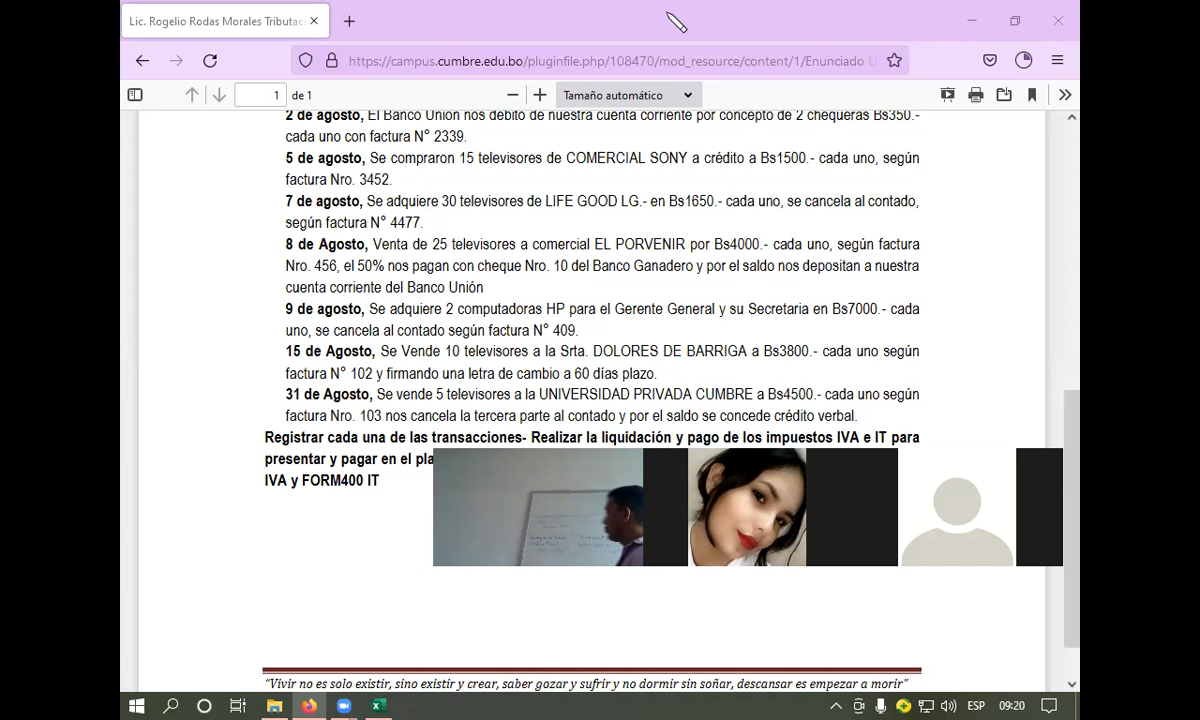 Lic. Rogelio Rodas Morales Tributac
https://campus.cumbre.edu.bo/pluginfile.php/108470/mod_resource/content/1/Enunciado
1 de 1
Tamaño automático
2 de agosto, El Banco Unión nos debito de nuestra cuenta corriente por concepto de 2 chequeras Bs350.-
cada uno con factura N° 2339.
5 de agosto, Se compraron 15 televisores de COMERCIAL SONY a crédito a Bs1500.- cada uno, según
factura Nro. 3452.
7 de agosto, Se adquiere 30 televisores de LIFE GOOD LG.- en Bs1650.- cada uno, se cancela al contado,
según factura N° 4477.
8 de Agosto, Venta de 25 televisores a comercial EL PORVENIR por Bs4000.- cada uno, según factura
Nro. 456, el 50% nos pagan con cheque Nro. 10 del Banco Ganadero y por el saldo nos depositan a nuestra
cuenta corriente del Banco Unión
9 de agosto, Se adquiere 2 computadoras HP para el Gerente General y su Secretaria en Bs7000.- cada
uno, se cancela al contado según factura N° 409.
15 de Agosto, Se Vende 10 televisores a la Srta. DOLORES DE BARRIGA a Bs3800.- cada uno según
factura N° 102 y firmando una letra de cambio a 60 días plazo.
31 de Agosto, Se vende 5 televisores a la UNIVERSIDAD PRIVADA CUMBRE a Bs4500.- cada uno según
factura Nro. 103 nos cancela la tercera parte al contado y por el saldo se concede crédito verbal.
Registrar cada una de las transacciones- Realizar la liquidación y pago de los impuestos IVA e IT para
presentar y pagar en el pla
IVA y FORM400 IT
“Vivir no es solo existir, sino existir y crear, saber gozar y sufrir y no dormir sin soñar, descansar es empezar a morir”
ESP 09:20